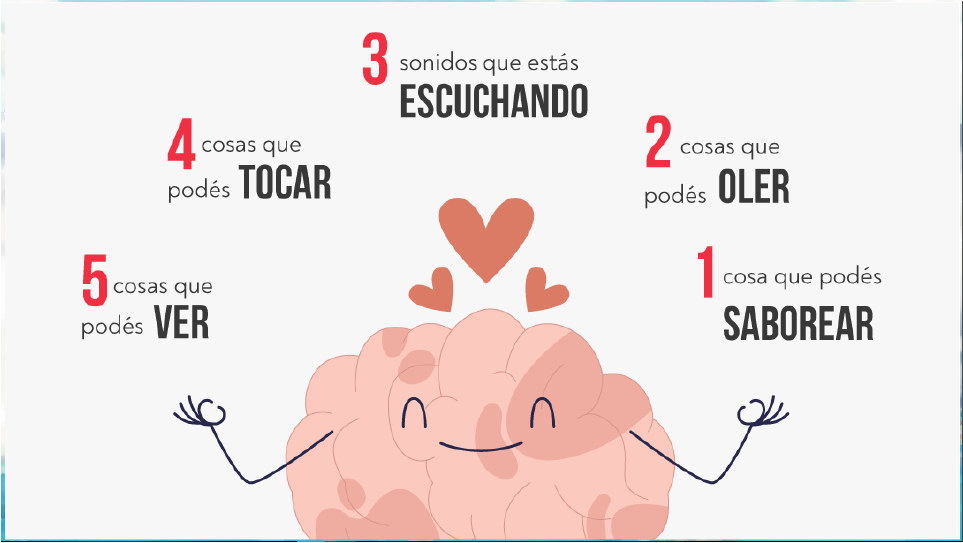 5 cosas que
podés VER
4 cosas que
podés TOCAR
3 sonidos que estás
ESCUCHANDO
2 cosas que
podés OLER
1 cosa que podés
SABOREAR